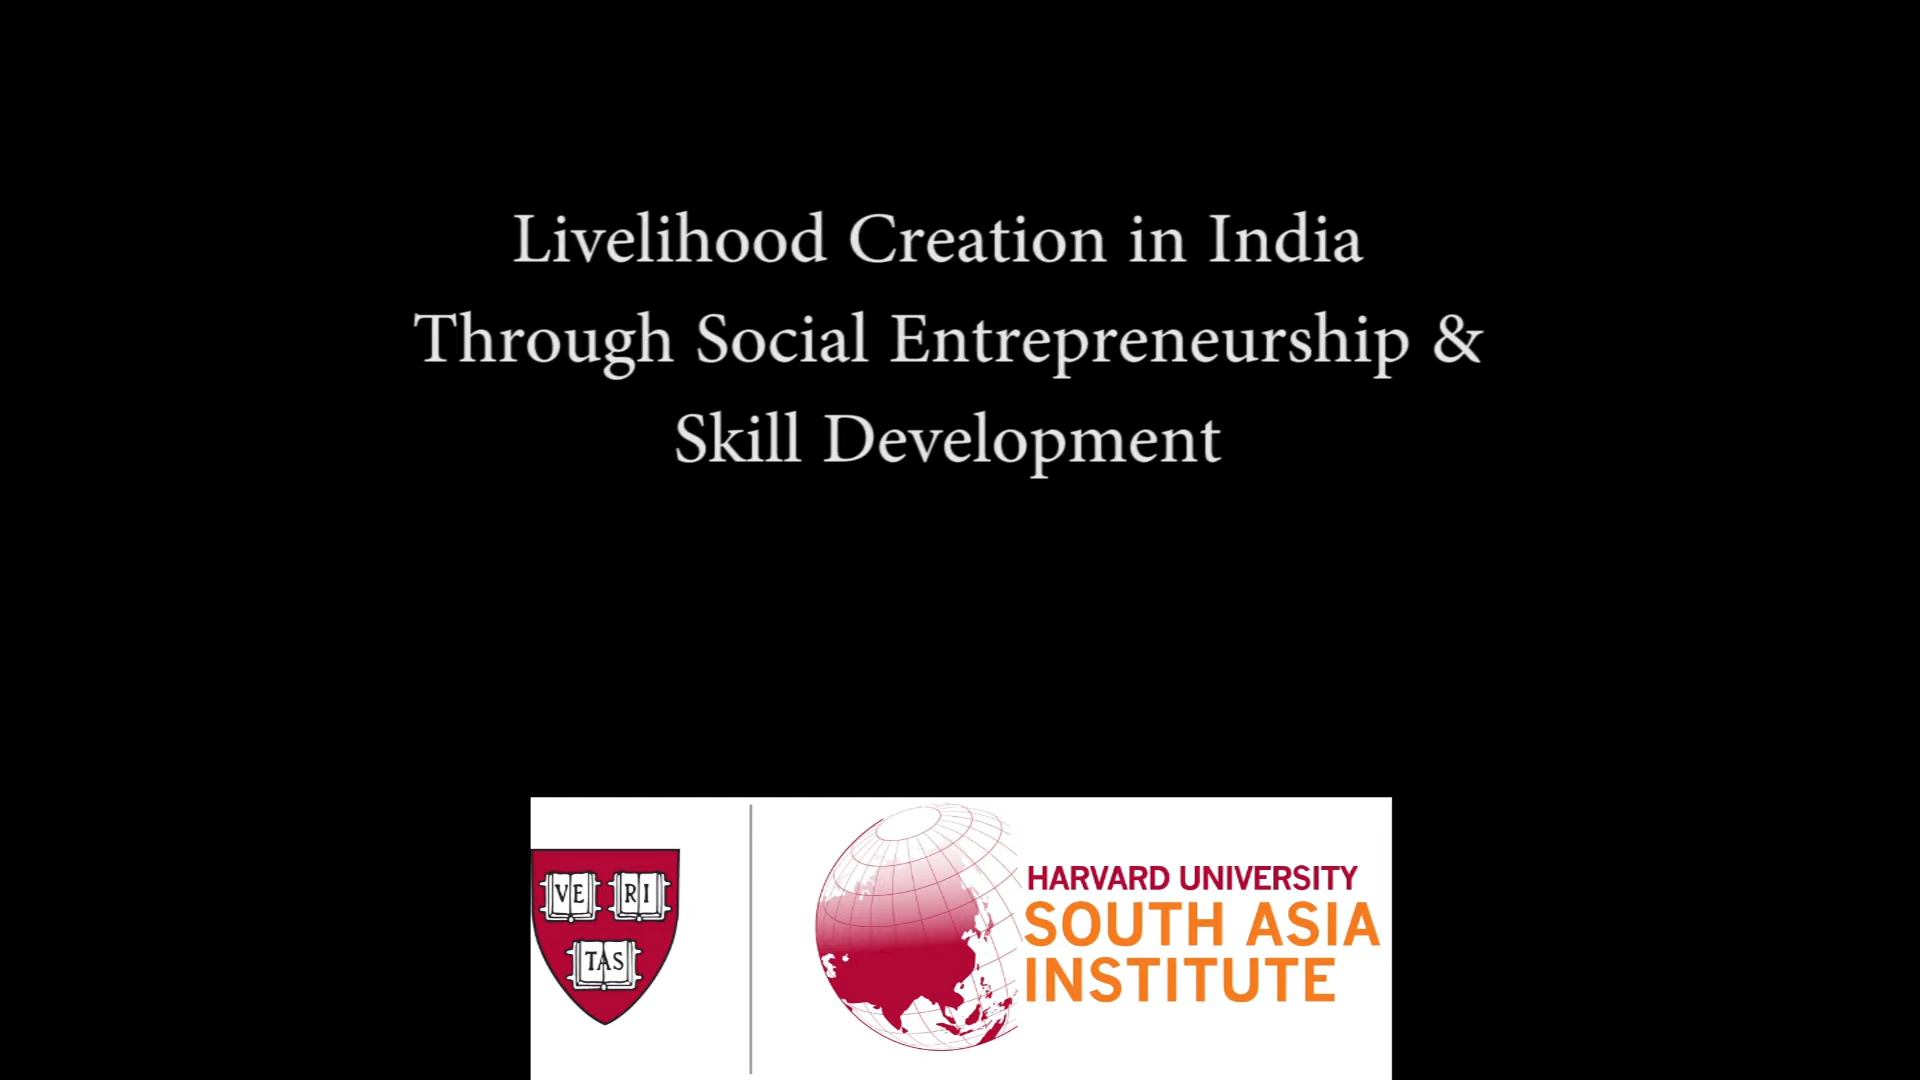 Livelihood Creation in India
Through Social Entrepreneurship &
Skill Development
VE RI
TAS
HARVARD UNIVERSITY
SOUTH ASIA
INSTITUTE